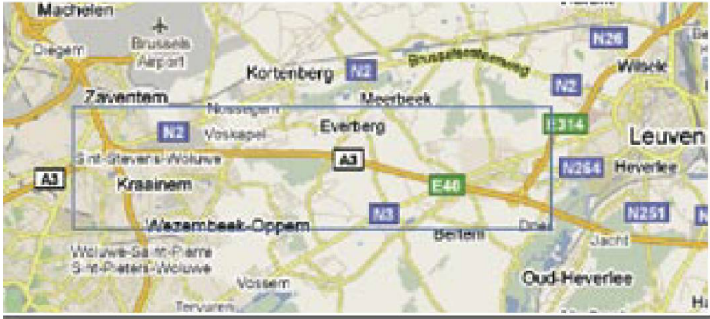 Machelen
Diegem
Brussels
Airport
N26
Kortenberg
N2
Brusselsesteenweg
Wilsele
N2
Zaventem
Nossegem
Meerbeek
N2
Voskapel
Everberg
E314
Leuven
Sint-Stevens-Woluwe
A3
N264
Heverlee
A3
Kraainem
E40
N3
N251
N
Wezembeek-Oppem
Bertem
Jacht
Woluwe-Saint-Pierre
Sint-Pieters-Woluwe
Vossem
Oud-Heverlee
Tervuren
Ha